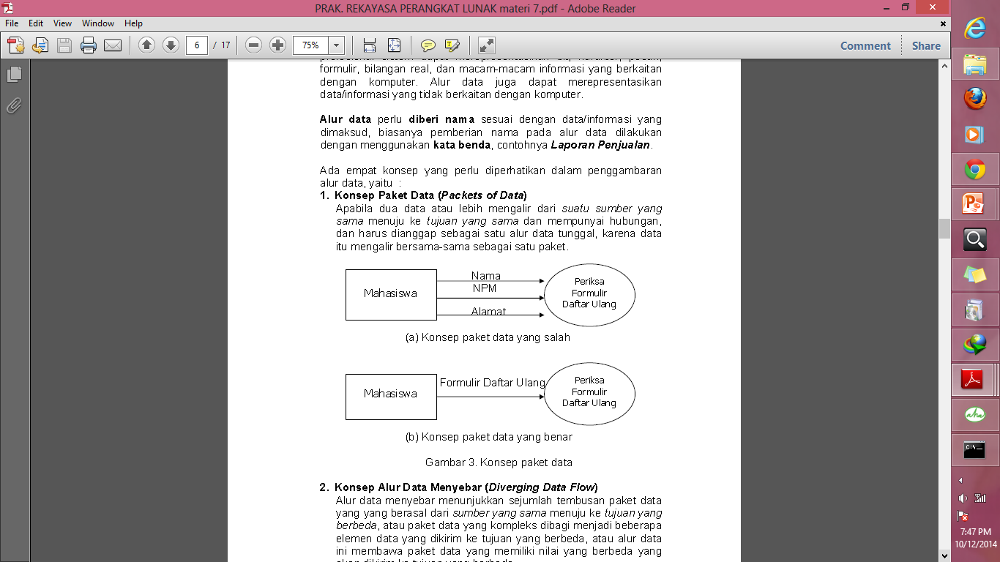 PRAK. REKAYASA PERANGKAT LUNAK materi 7.pdf - Adobe Reader
File Edit View Window Help
6 / 17 75% Comment Share
formulir, bilangan real, dan macam-macam informasi yang berkaitan
dengan komputer. Alur data juga dapat merepresentasikan
data/informasi yang tidak berkaitan dengan komputer.
Alur data perlu diberi nama sesuai dengan data/informasi yang
dimaksud, biasanya pemberian nama pada alur data dilakukan
dengan menggunakan kata benda, contohnya Laporan Penjualan.
Ada empat konsep yang perlu diperhatikan dalam penggambaran
alur data, yaitu :
1. Konsep Paket Data (Packets of Data)
Apabila dua data atau lebih mengalir dari suatu sumber yang
sama menuju ke tujuan yang sama dan mempunyai hubungan,
dan harus dianggap sebagai satu alur data tunggal, karena data
itu mengalir bersama-sama sebagai satu paket.
Mahasiswa
Nama
NPM
Alamat
Periksa
Formulir
Daftar Ulang
(a) Konsep paket data yang salah
Mahasiswa
Formulir Daftar Ulang
Periksa
Formulir
Daftar Ulang
(b) Konsep paket data yang benar
Gambar 3. Konsep paket data
2. Konsep Alur Data Menyebar (Diverging Data Flow)
Alur data menyebar menunjukkan sejumlah tembusan paket data
yang yang berasal dari sumber yang sama menuju ke tujuan yang
berbeda, atau paket data yang kompleks dibagi menjadi beberapa
elemen data yang dikirim ke tujuan yang berbeda, atau alur data
ini membawa paket data yang memiliki nilai yang berbeda yang
7:47 PM
10/12/2014